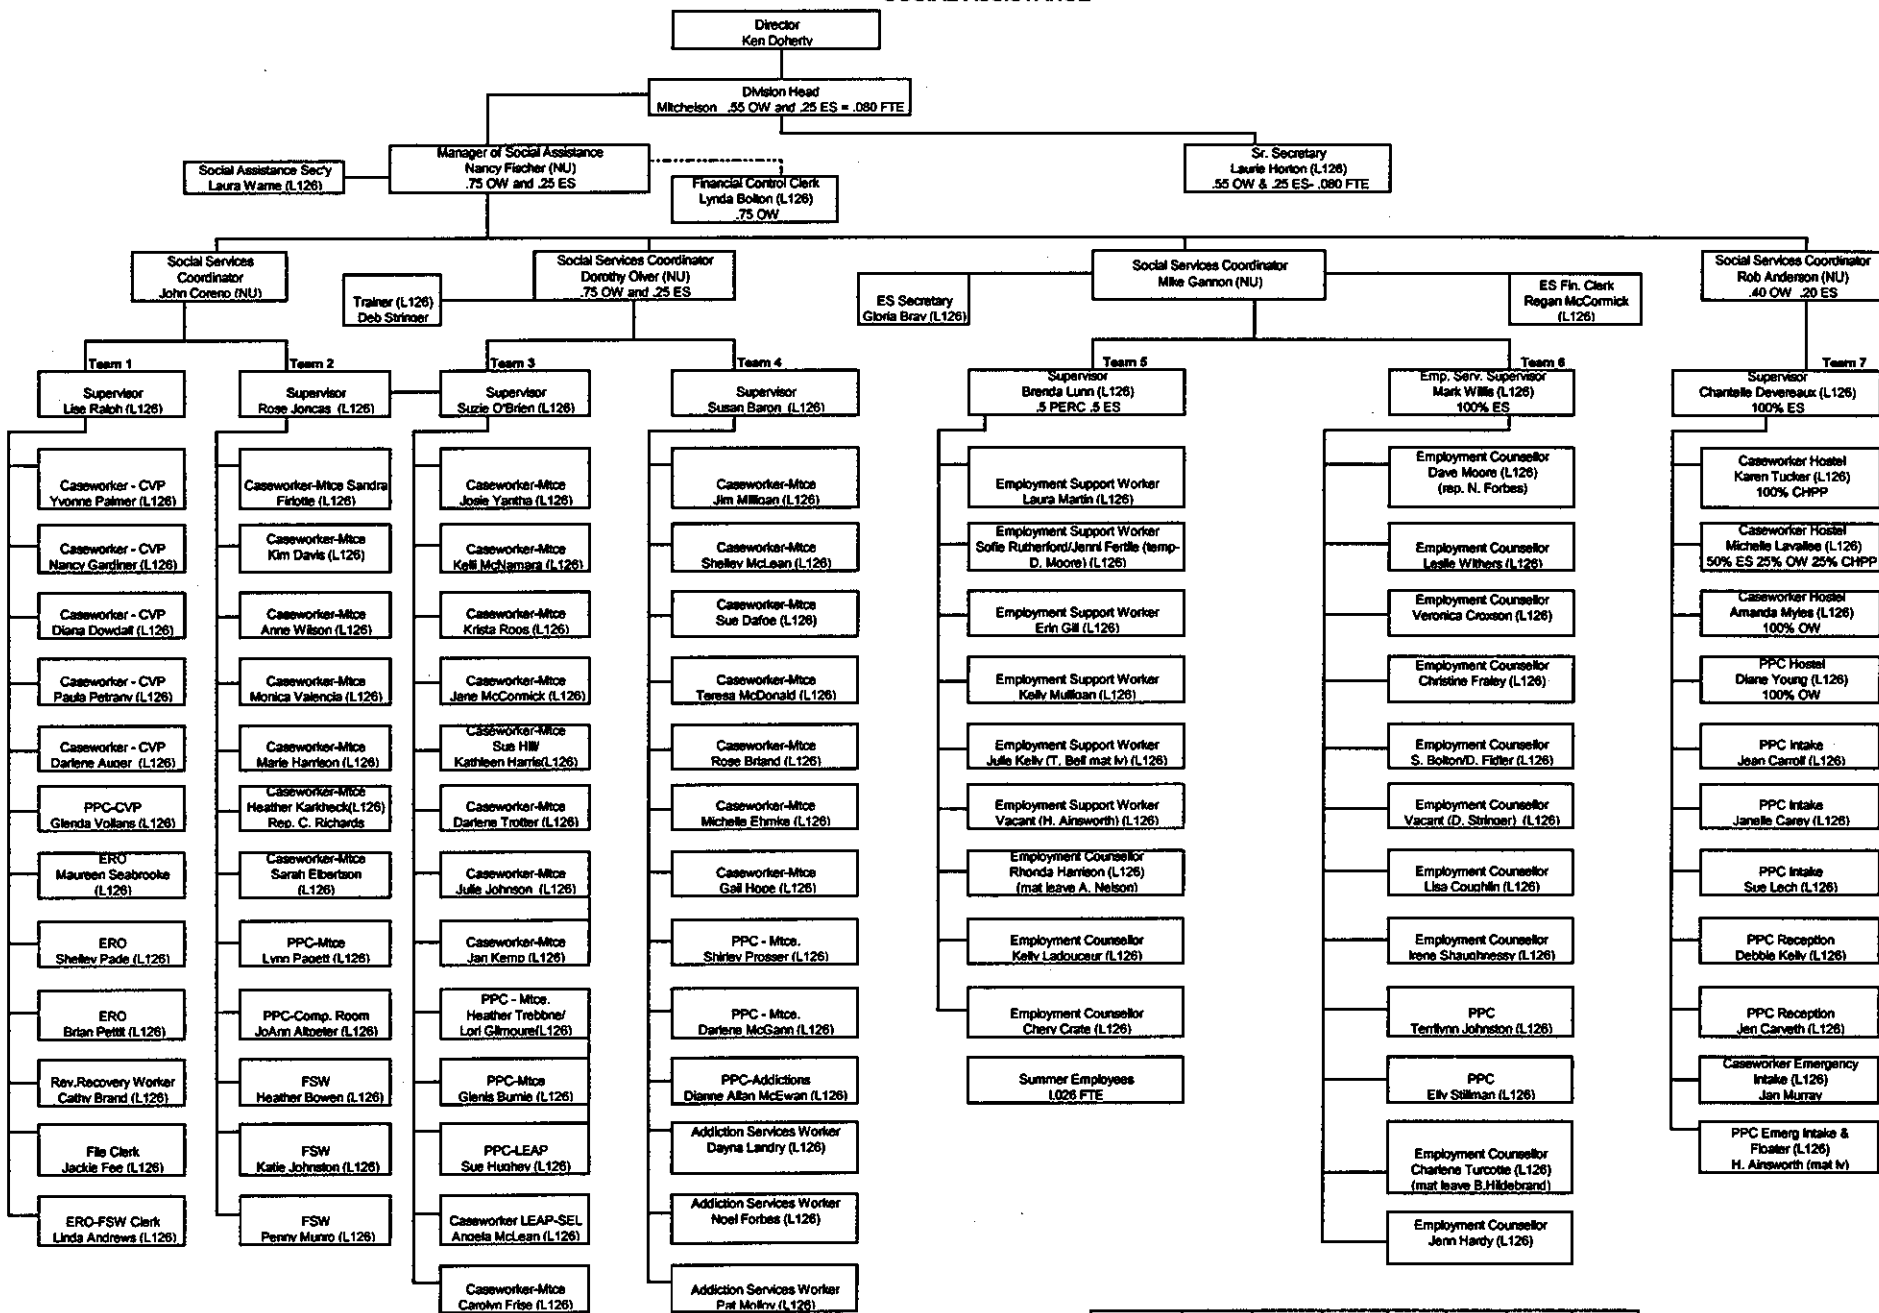 Director
Ken Doherty
Division Head
Mitchelson .55 OW and .25 ES = .080 FTE
Manager of Social Assistance
Nancy Fischer (NU)
.75 OW and .25 ES
Social Assistance Sec'y
Laura Warne (L126)
Financial Control Clerk
Lynda Bolton (L126)
.75 OW
Sr. Secretary
Laurie Horton (L126)
.55 OW & .25 ES- .080 FTE
Social Services
Coordinator
John Coreno (NU)
Trainer (L126)
Deb Stringer
Social Services Coordinator
Dorothy Olver (NU)
.75 OW and .25 ES
ES Secretary
Gloria Bray (L126)
Social Services Coordinator
Mike Gannon (NU)
ES Fin. Clerk
Regan McCormick
(L126)
Social Services Coordinator
Rob Anderson (NU)
.40 OW .20 ES
Team 1
Supervisor
Lise Ralph (L126)
Caseworker - CVP
Yvonne Palmer (L126)
Caseworker - CVP
Nancy Gardiner (L126)
Caseworker - CVP
Diana Dowdall (L126)
Caseworker - CVP
Paula Petrany (L126)
Caseworker - CVP
Darlene Auger (L126)
PPC-CVP
Glenda Vollans (L126)
ERO
Maureen Seabrooke
(L126)
ERO
Shelley Pade (L126)
ERO
Brian Pettit (L126)
Rev.Recovery Worker
Cathy Brand (L126)
File Clerk
Jackie Fee (L126)
ERO-FSW Clerk
Linda Andrews (L126)
Team 2
Supervisor
Rose Joncas (L126)
Caseworker-Mtce Sandra
Firlotte (L126)
Caseworker-Mtce
Kim Davis (L126)
Caseworker-Mtce
Anne Wilson (L126)
Caseworker-Mtce
Monica Valencia (L126)
Caseworker-Mtce
Marie Harrison (L126)
Caseworker-Mtce
Heather Karkheck(L126)
Rep. C. Richards
Caseworker-Mtce
Sarah Elbertson
(L126)
PPC-Mtce
Lynn Pagett (L126)
PPC-Comp. Room
JoAnn Altpeter (L126)
FSW
Heather Bowen (L126)
FSW
Katie Johnston (L126)
FSW
Penny Munro (L126)
Team 3
Supervisor
Suzie O'Brien (L126)
Caseworker-Mtce
Josie Yantha (L126)
Caseworker-Mtce
Kelli McNamara (L126)
Caseworker-Mtce
Krista Roos (L126)
Caseworker-Mtce
Jane McCormick (L126)
Caseworker-Mtce
Sue Hill/
Kathleen Harris(L126)
Caseworker-Mtce
Darlene Trotter (L126)
Caseworker-Mtce
Julie Johnson (L126)
Caseworker-Mtce
Jan Kemp (L126)
PPC - Mtce.
Heather Trebbne/
Lori Gilmoure(L126)
PPC-Mtce
Glenis Burnie (L126)
PPC-LEAP
Sue Hughey (L126)
Caseworker LEAP-SEL
Angela McLean (L126)
Caseworker-Mtce
Carolyn Frise (L126)
Team 4
Supervisor
Susan Baron (L126)
Caseworker-Mtce
Jim Milligan (L126)
Caseworker-Mtce
Shelley McLean (L126)
Caseworker-Mtce
Sue Dafoe (L126)
Caseworker-Mtce
Teresa McDonald (L126)
Caseworker-Mtce
Rose Briand (L126)
Caseworker-Mtce
Michelle Ehmke (L126)
Caseworker-Mtce
Gail Hope (L126)
PPC - Mtce.
Shirley Prosser (L126)
PPC - Mtce.
Darlene McGann (L126)
PPC-Addictions
Dianne Allan McEwan (L126)
Addiction Services Worker
Dayna Landry (L126)
Addiction Services Worker
Noel Forbes (L126)
Addiction Services Worker
Pat Molloy (L126)
Team 5
Supervisor
Brenda Lunn (L126)
.5 PERC .5 ES
Employment Support Worker
Laura Martin (L126)
Employment Support Worker
Sofie Rutherford/Jenni Fertile (temp-
D. Moore) (L126)
Employment Support Worker
Erin Gill (L126)
Employment Support Worker
Kelly Mulligan (L126)
Employment Support Worker
Julie Kelly (T. Bell mat lv) (L126)
Employment Support Worker
Vacant (H. Ainsworth) (L126)
Employment Counsellor
Rhonda Harrison (L126)
(mat leave A. Nelson)
Employment Counsellor
Kelly Ladouceur (L126)
Employment Counsellor
Chery Crate (L126)
Summer Employees
1.026 FTE
Team 6
Emp. Serv. Supervisor
Mark Willis (L126)
100% ES
Employment Counsellor
Dave Moore (L126)
(rep. N. Forbes)
Employment Counsellor
Leslie Withers (L126)
Employment Counsellor
Veronica Croxson (L126)
Employment Counsellor
Christine Fraley (L126)
Employment Counsellor
S. Bolton/D. Fidler (L126)
Employment Counsellor
Vacant (D. Stringer) (L126)
Employment Counsellor
Lisa Coughlin (L126)
Employment Counsellor
Irene Shaughnessy (L126)
PPC
Terrilynn Johnston (L126)
PPC
Elly Stillman (L126)
Employment Counsellor
Charlene Turcotte (L126)
(mat leave B.Hildebrand)
Employment Counsellor
Jenn Hardy (L126)
Team 7
Supervisor
Chantelle Devereaux (L126)
100% ES
Caseworker Hostel
Karen Tucker (L126)
100% CHPP
Caseworker Hostel
Michelle Lavallee (L126)
50% ES 25% OW 25% CHPP
Caseworker Hostel
Amanda Myles (L126)
100% OW
PPC Hostel
Diane Young (L126)
100% OW
PPC Intake
Jean Carroll (L126)
PPC Intake
Janelle Carey (L126)
PPC Intake
Sue Lech (L126)
PPC Reception
Debbie Kelly (L126)
PPC Reception
Jen Carveth (L126)
Caseworker Emergency
Intake (L126)
Jan Murray
PPC Emerg Intake &
Floater (L126)
H. Ainsworth (mat lv)